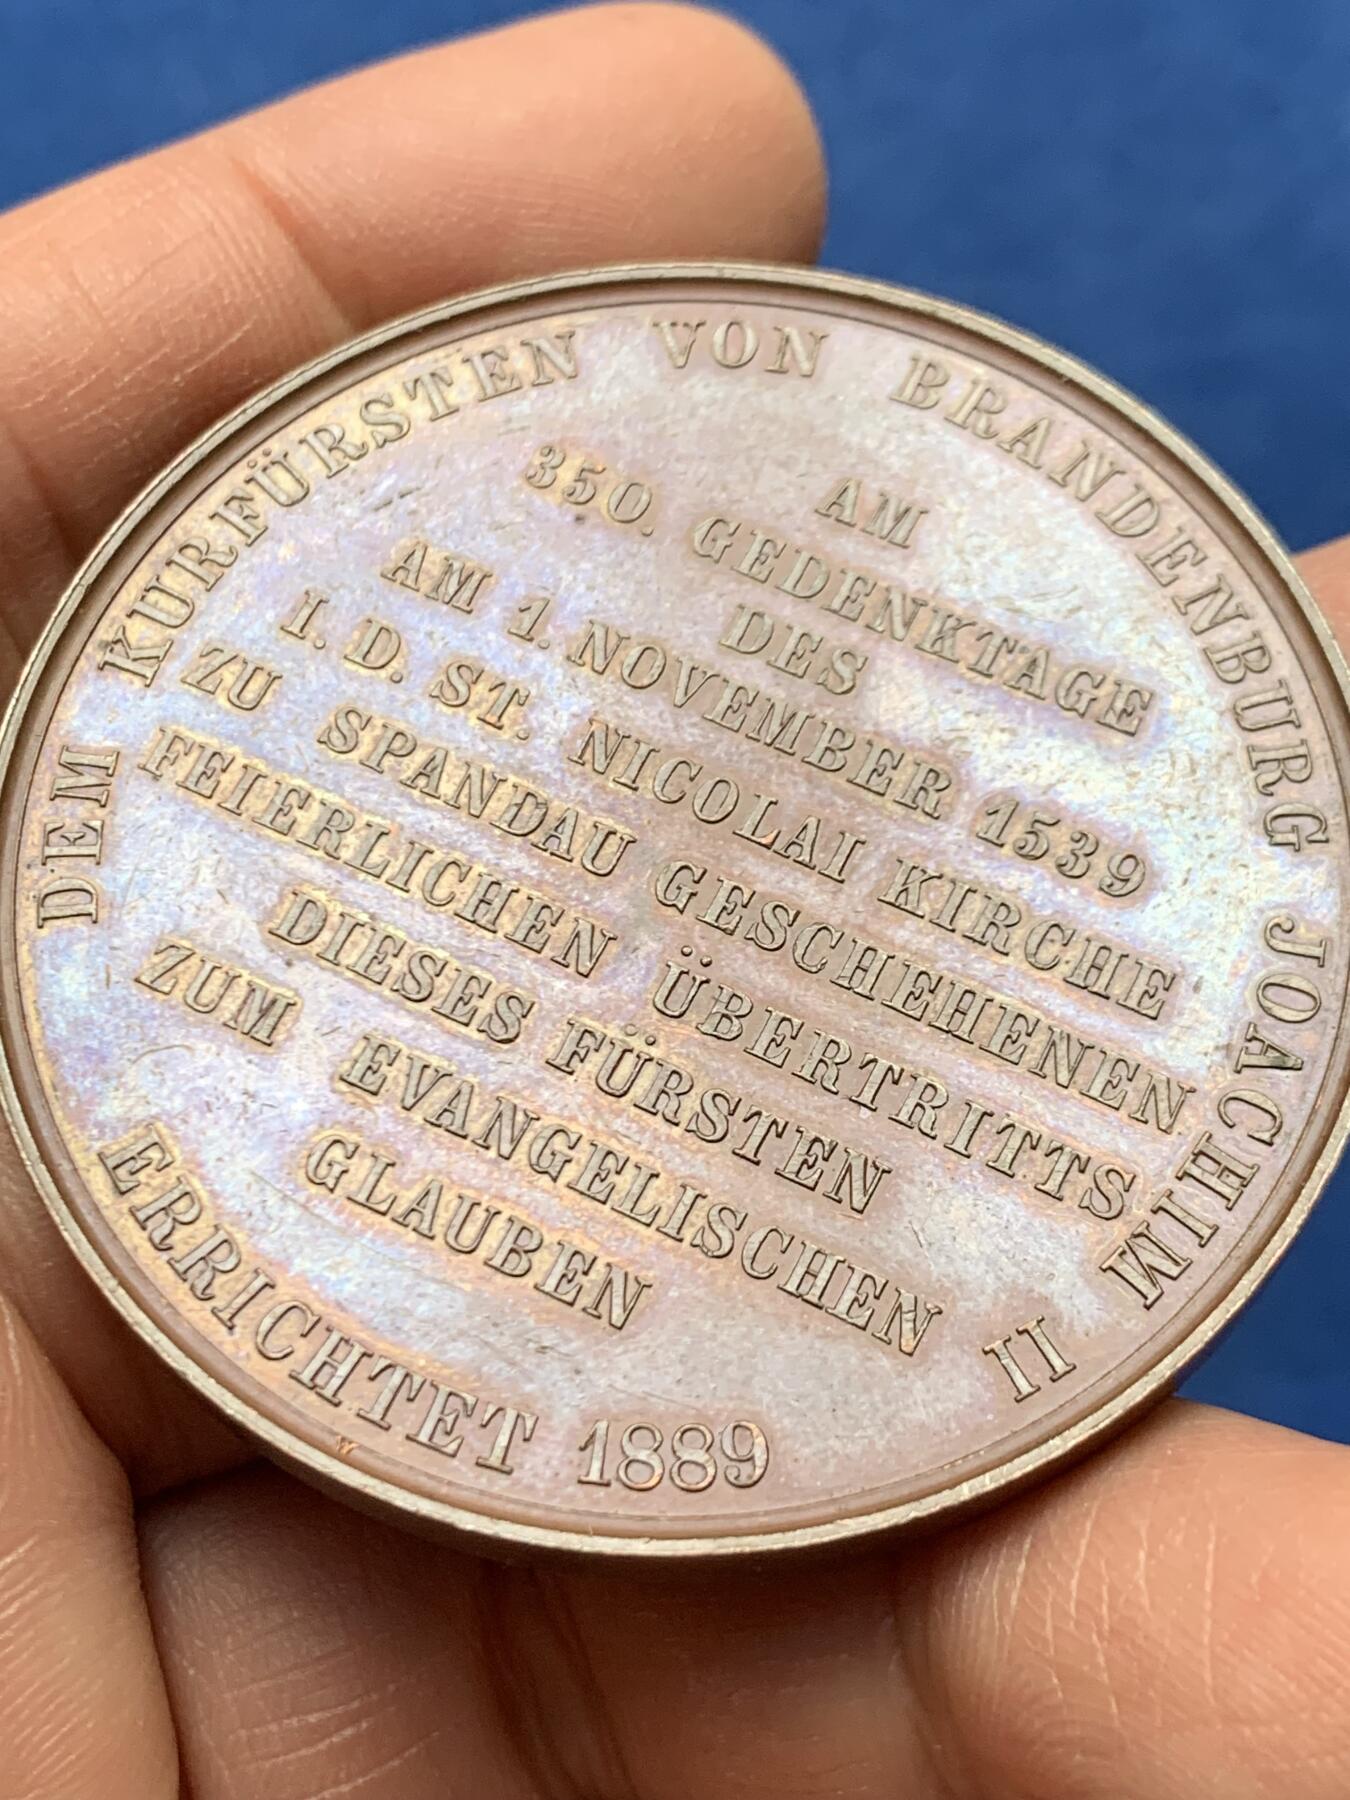 DEM KURFÜRSTEN VON BRANDENBURG JOACHIM II
AM
350. GEDENKTAGE
DES
AM 1. NOVEMBER 1539
I. D. ST. NICOLAI KIRCHE
ZU SPANDAU GESCHEHENEN
FEIERLICHEN ÜBERTRITTS
DIESES FÜRSTEN
ZUM EVANGELISCHEN
GLAUBEN
ERRICHTET 1889